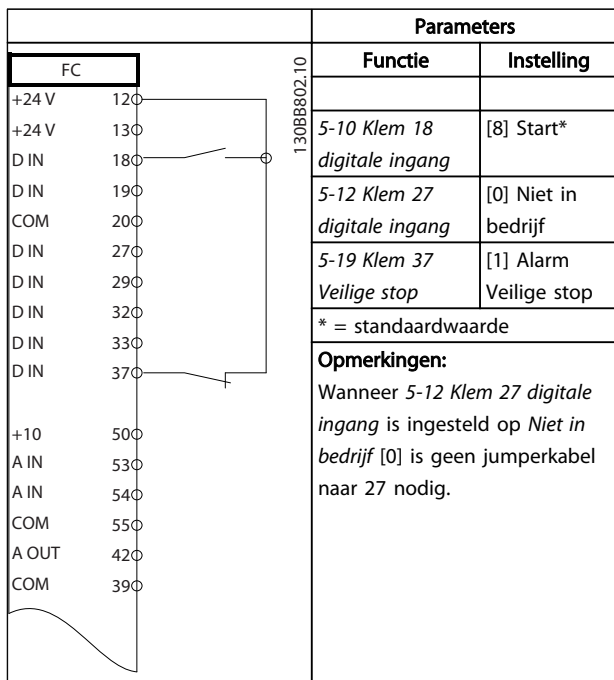 FC
+24 V 12
+24 V 13
D IN 18
D IN 19
COM 20
D IN 27
D IN 29
D IN 32
D IN 33
D IN 37
+10 50
A IN 53
A IN 54
COM 55
A OUT 42
COM 39
130BB802.10
Parameters
Functie Instelling
5-10 Klem 18 [8] Start*
digitale ingang
5-12 Klem 27 [0] Niet in
digitale ingang bedrijf
5-19 Klem 37 [1] Alarm
Veilige stop Veilige stop
* = standaardwaarde
Opmerkingen:
Wanneer 5-12 Klem 27 digitale
ingang is ingesteld op Niet in
bedrijf [0] is geen jumperkabel
naar 27 nodig.